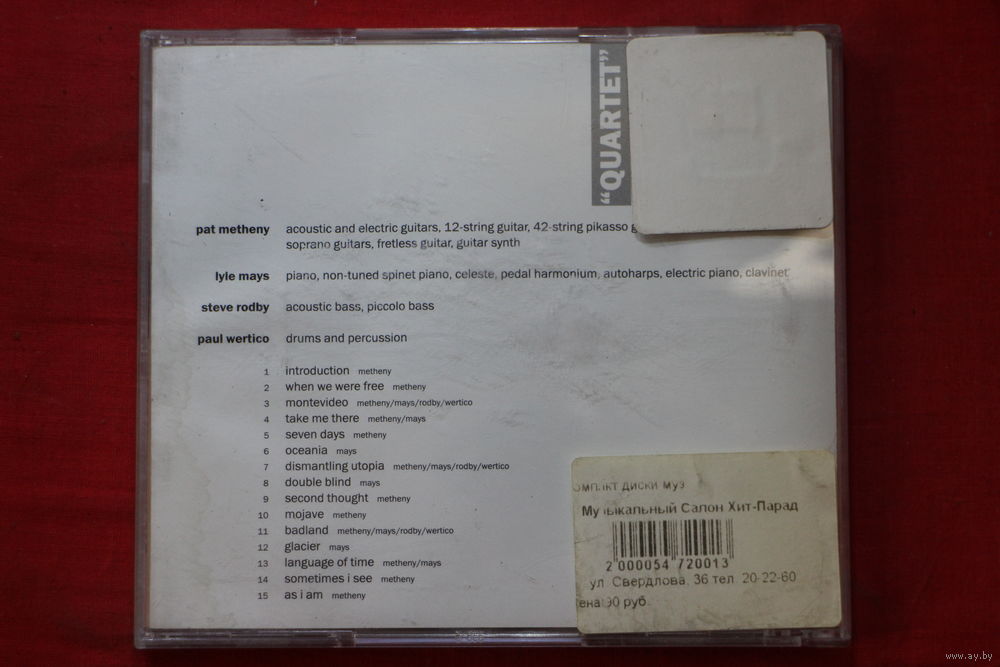 “QUARTET”
pat metheny acoustic and electric guitars, 12-string guitar, 42-string pikasso
soprano guitars, fretless guitar, guitar synth
lyle mays piano, non-tuned spinet piano, celeste, pedal harmonium, autoharps, electric piano, clavinet
steve rodby acoustic bass, piccolo bass
paul wertico drums and percussion
1 introduction metheny
2 when we were free metheny
3 montevideo metheny/mays/rodby/wertico
4 take me there metheny/mays
5 seven days metheny
6 oceania mays
7 dismantling utopia metheny/mays/rodby/wertico
8 double blind mays
9 second thought metheny
10 mojave metheny
11 badland metheny/mays/rodby/wertico
12 glacier mays
13 language of time metheny/mays
14 sometimes i see metheny
15 as i am metheny
диски муз
Музыкальный Салон Хит-Парад
2 000054 720013
ул. Свердлова, 36 тел. 20-22-60
руб.
www.ay.by